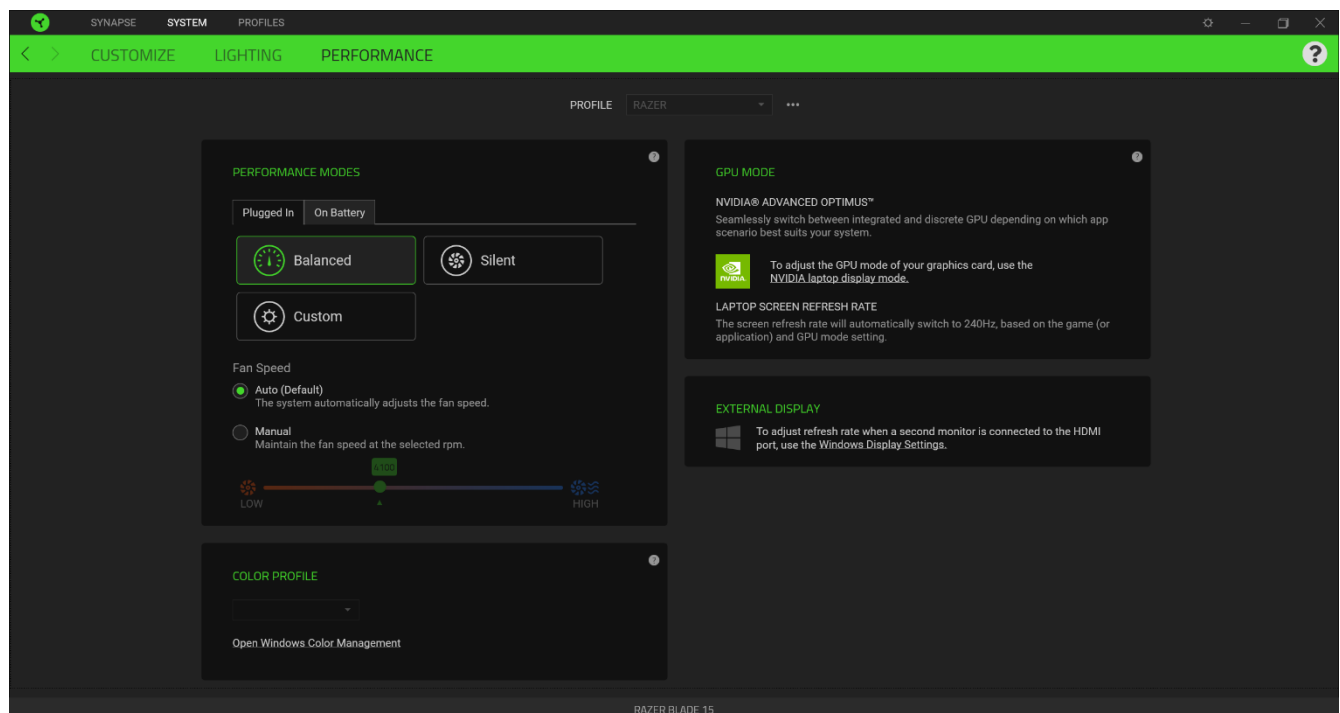 SYNAPSE SYSTEM PROFILES
CUSTOMIZE LIGHTING PERFORMANCE
?
PROFILE RAZER
PERFORMANCE MODES
?
Plugged In On Battery
Balanced Silent
Custom
Fan Speed
Auto (Default)
The system automatically adjusts the fan speed.
Manual
Maintain the fan speed at the selected rpm.
4100
LOW HIGH
COLOR PROFILE
?
Open Windows Color Management
GPU MODE
?
NVIDIA® ADVANCED OPTIMUS™
Seamlessly switch between integrated and discrete GPU depending on which app
scenario best suits your system.
NVIDIA.
To adjust the GPU mode of your graphics card, use the
NVIDIA laptop display mode.
LAPTOP SCREEN REFRESH RATE
The screen refresh rate will automatically switch to 240Hz, based on the game (or
application) and GPU mode setting.
EXTERNAL DISPLAY
To adjust refresh rate when a second monitor is connected to the HDMI
port, use the Windows Display Settings.
RAZER BLADE 15